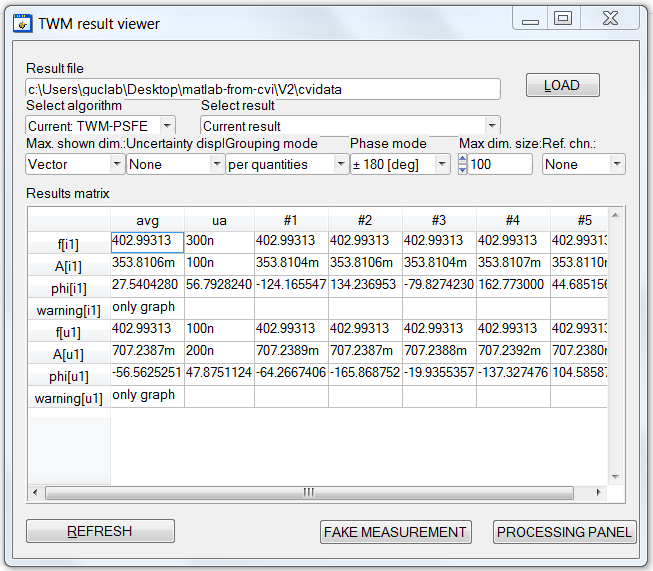 TWM result viewer
Result file
c:\Users\guclab\Desktop\matlab-from-cvi\V2\cvidata
LOAD
Select algorithm Select result
Current: TWM-PSFE Current result
Max. shown dim.: Uncertainty displ Grouping mode Phase mode Max dim. size: Ref. chn.:
Vector None per quantities ± 180 [deg] 100 None
Results matrix
avg ua #1 #2 #3 #4 #5
f[i1] 402.99313 300n 402.99313 402.99313 402.99313 402.99313 402.99313
A[i1] 353.8106m 100n 353.8104m 353.8106m 353.8104m 353.8107m 353.8110m
phi[i1] 27.5404280 56.7928240 -124.165547 134.236953 -79.8274230 162.773000 44.685156
warning[i1] only graph
f[u1] 402.99313 100n 402.99313 402.99313 402.99313 402.99313 402.99313
A[u1] 707.2387m 200n 707.2389m 707.2387m 707.2388m 707.2392m 707.2380m
phi[u1] -56.5625251 47.8751124 -64.2667406 -165.868752 -19.9355357 -137.327476 104.58587
warning[u1] only graph
REFRESH FAKE MEASUREMENT PROCESSING PANEL